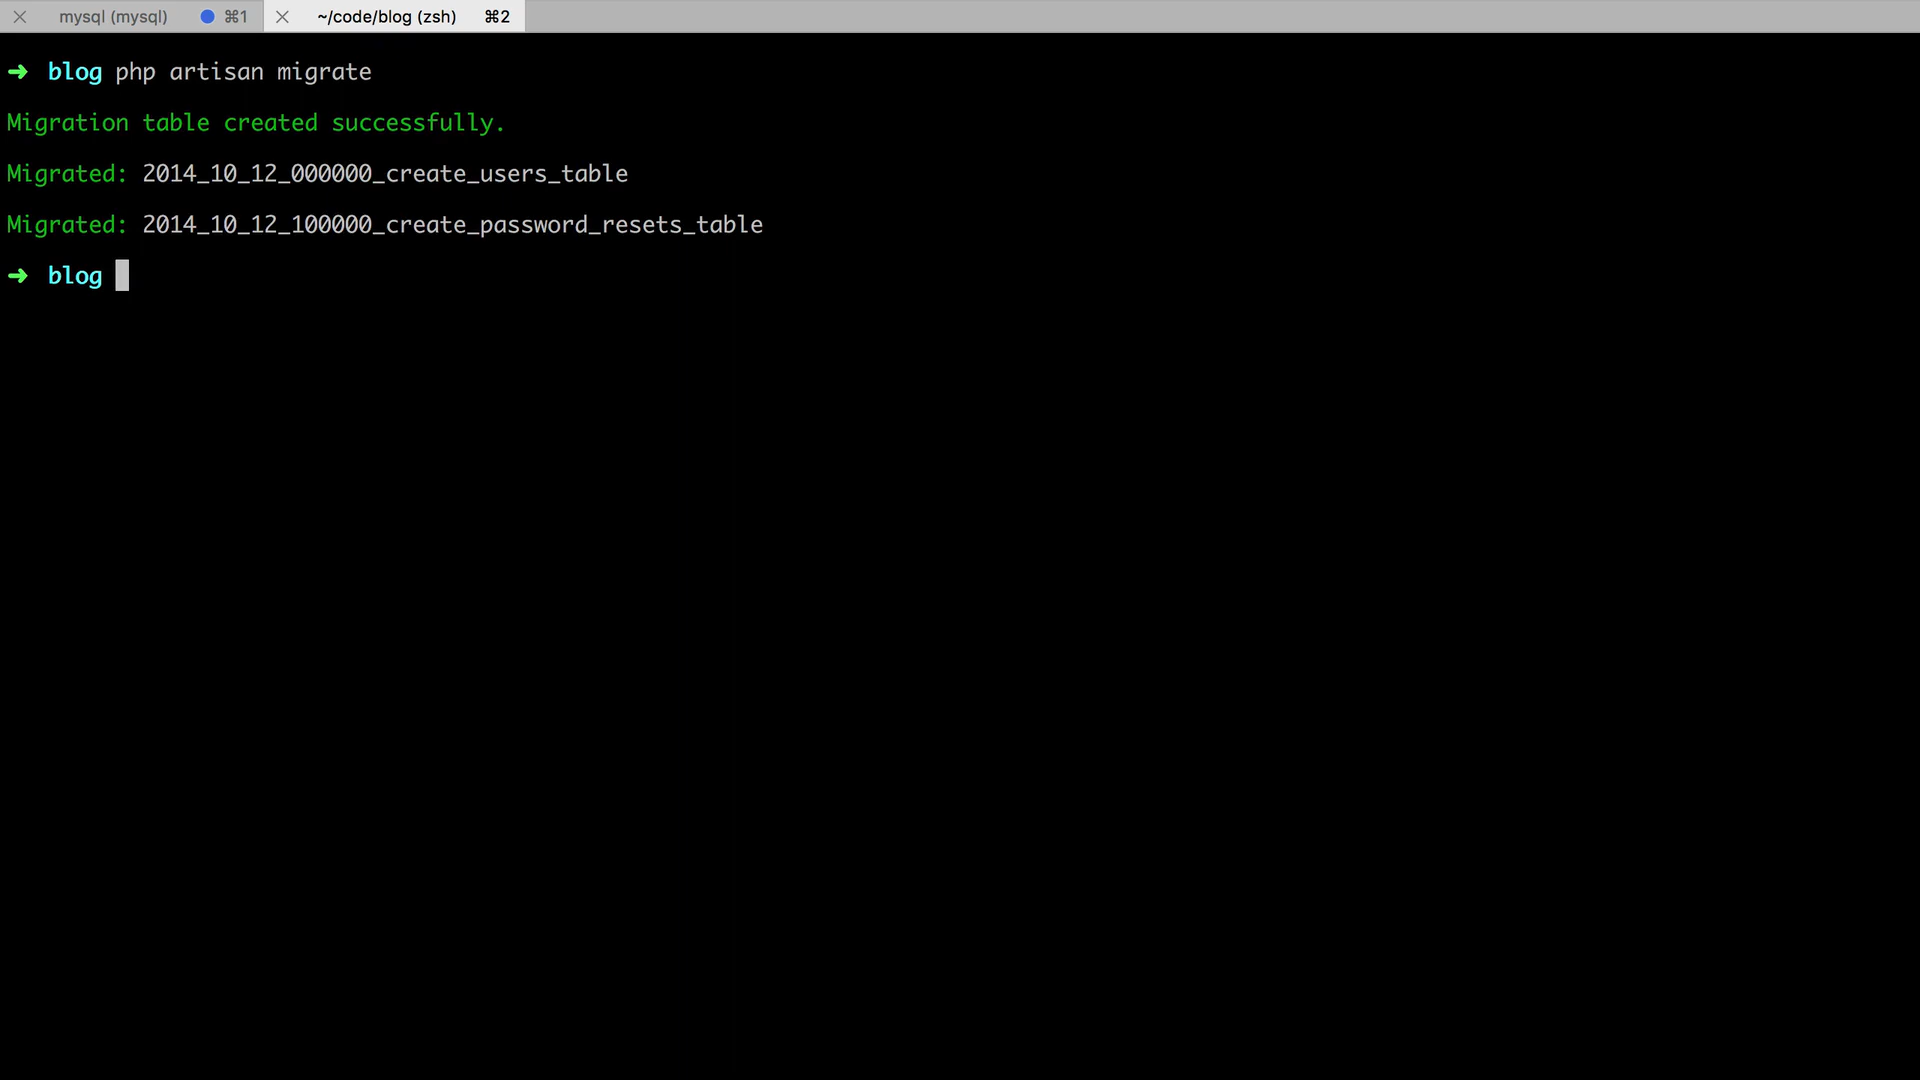 mysql (mysql) ⌘1 ~/code/blog (zsh) ⌘2
➜ blog php artisan migrate
Migration table created successfully.
Migrated: 2014_10_12_000000_create_users_table
Migrated: 2014_10_12_100000_create_password_resets_table
➜ blog